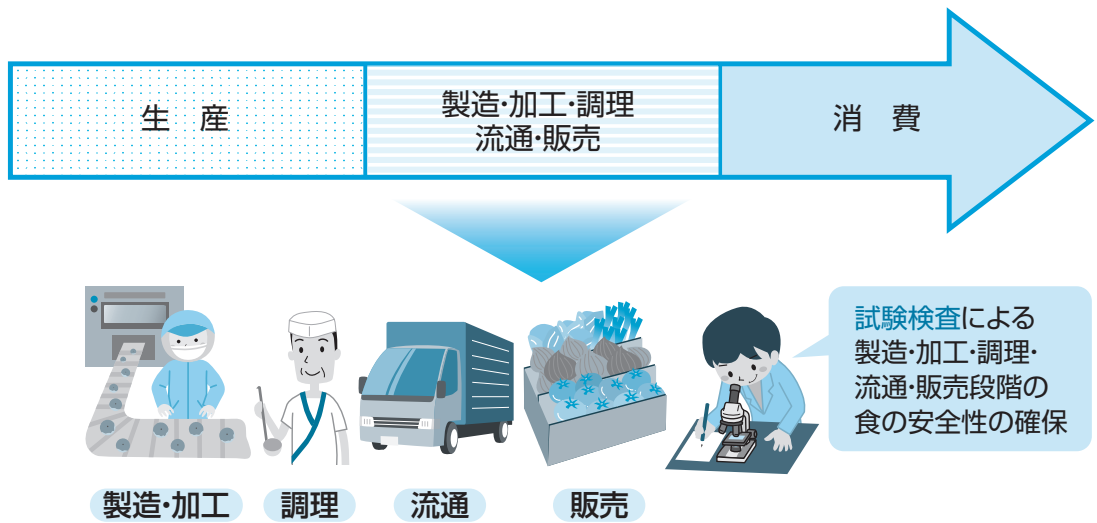 生　産
製造・加工・調理
流通・販売
消　費
試験検査による
製造・加工・調理・
流通・販売段階の
食の安全性の確保
製造・加工
調理
流通
販売